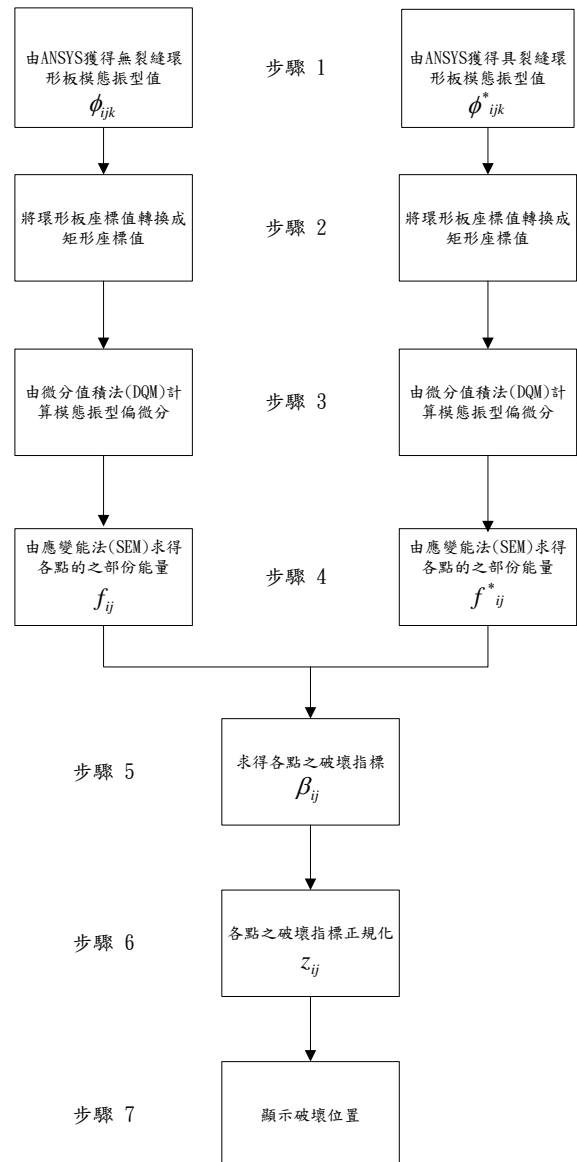 由ANSYS獲得無裂縫環
形板模態振型值
ϕijk
步驟 1
由ANSYS獲得具裂縫環
形板模態振型值
ϕ*ijk
將環形板座標值轉換成
矩形座標值
步驟 2
將環形板座標值轉換成
矩形座標值
由微分值積法(DQM)計
算模態振型偏微分
步驟 3
由微分值積法(DQM)計
算模態振型偏微分
由應變能法(SEM)求得
各點的之部份能量
fij
步驟 4
由應變能法(SEM)求得
各點的之部份能量
f*ij
步驟 5
求得各點之破壞指標
βij
步驟 6
各點之破壞指標正規化
zij
步驟 7
顯示破壞位置